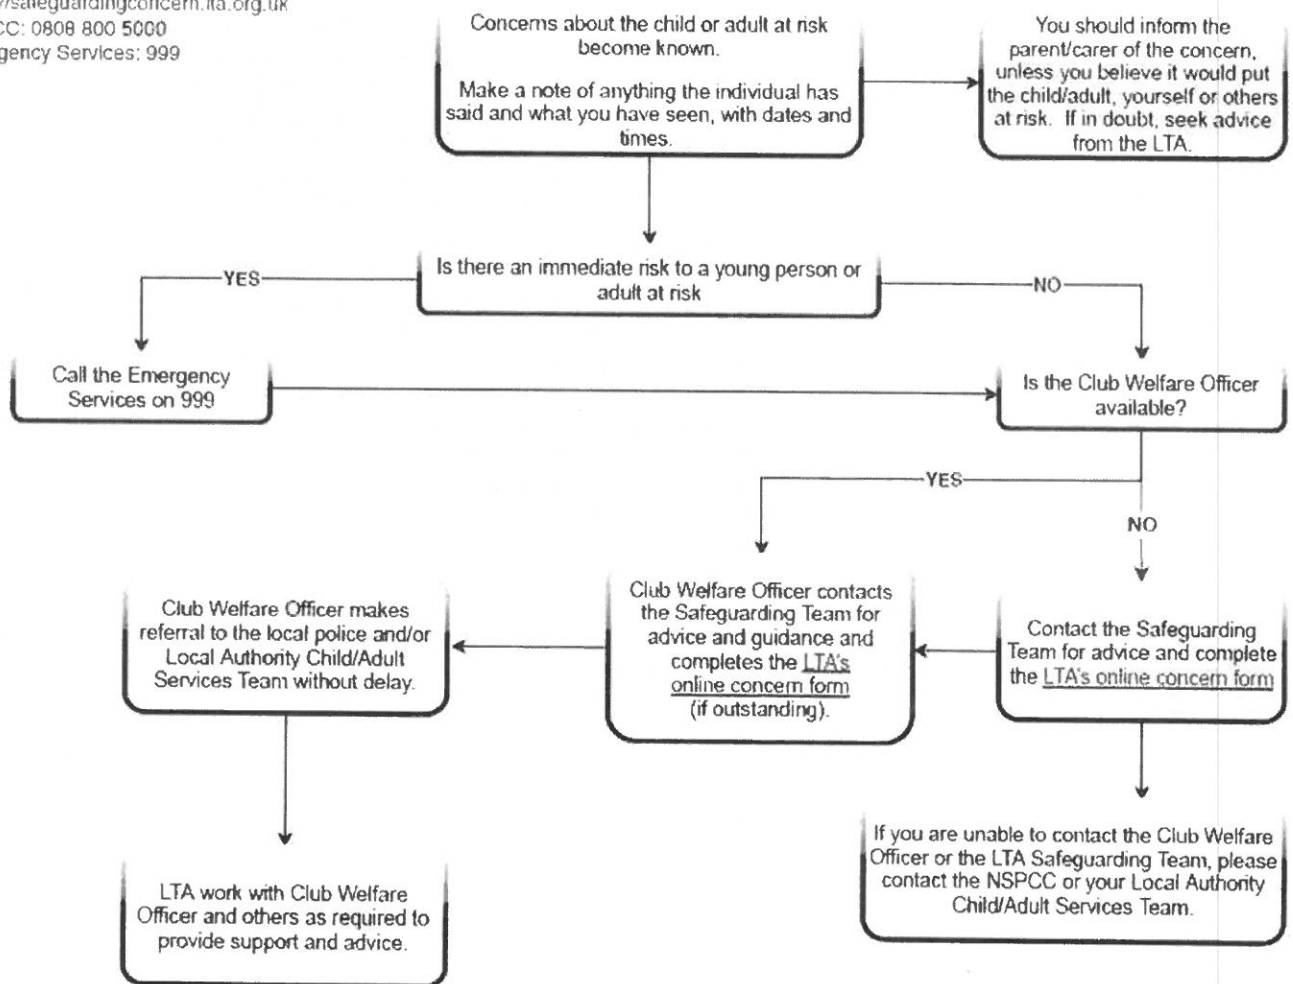 //safeguardingconcern.lta.org.uk
CC: 0808 800 5000
gency Services: 999
Concerns about the child or adult at risk
become known.
Make a note of anything the individual has
said and what you have seen, with dates and
times.
You should inform the
parent/carer of the concern,
unless you believe it would put
the child/adult, yourself or others
at risk. If in doubt, seek advice
from the LTA.
Is there an immediate risk to a young person or
adult at risk
YES
NO
Call the Emergency
Services on 999
Is the Club Welfare Officer
available?
YES
NO
Club Welfare Officer makes
referral to the local police and/or
Local Authority Child/Adult
Services Team without delay.
Club Welfare Officer contacts
the Safeguarding Team for
advice and guidance and
completes the LTA's
online concern form
(if outstanding).
Contact the Safeguarding
Team for advice and complete
the LTA's online concern form
If you are unable to contact the Club Welfare
Officer or the LTA Safeguarding Team, please
contact the NSPCC or your Local Authority
Child/Adult Services Team.
LTA work with Club Welfare
Officer and others as required to
provide support and advice.